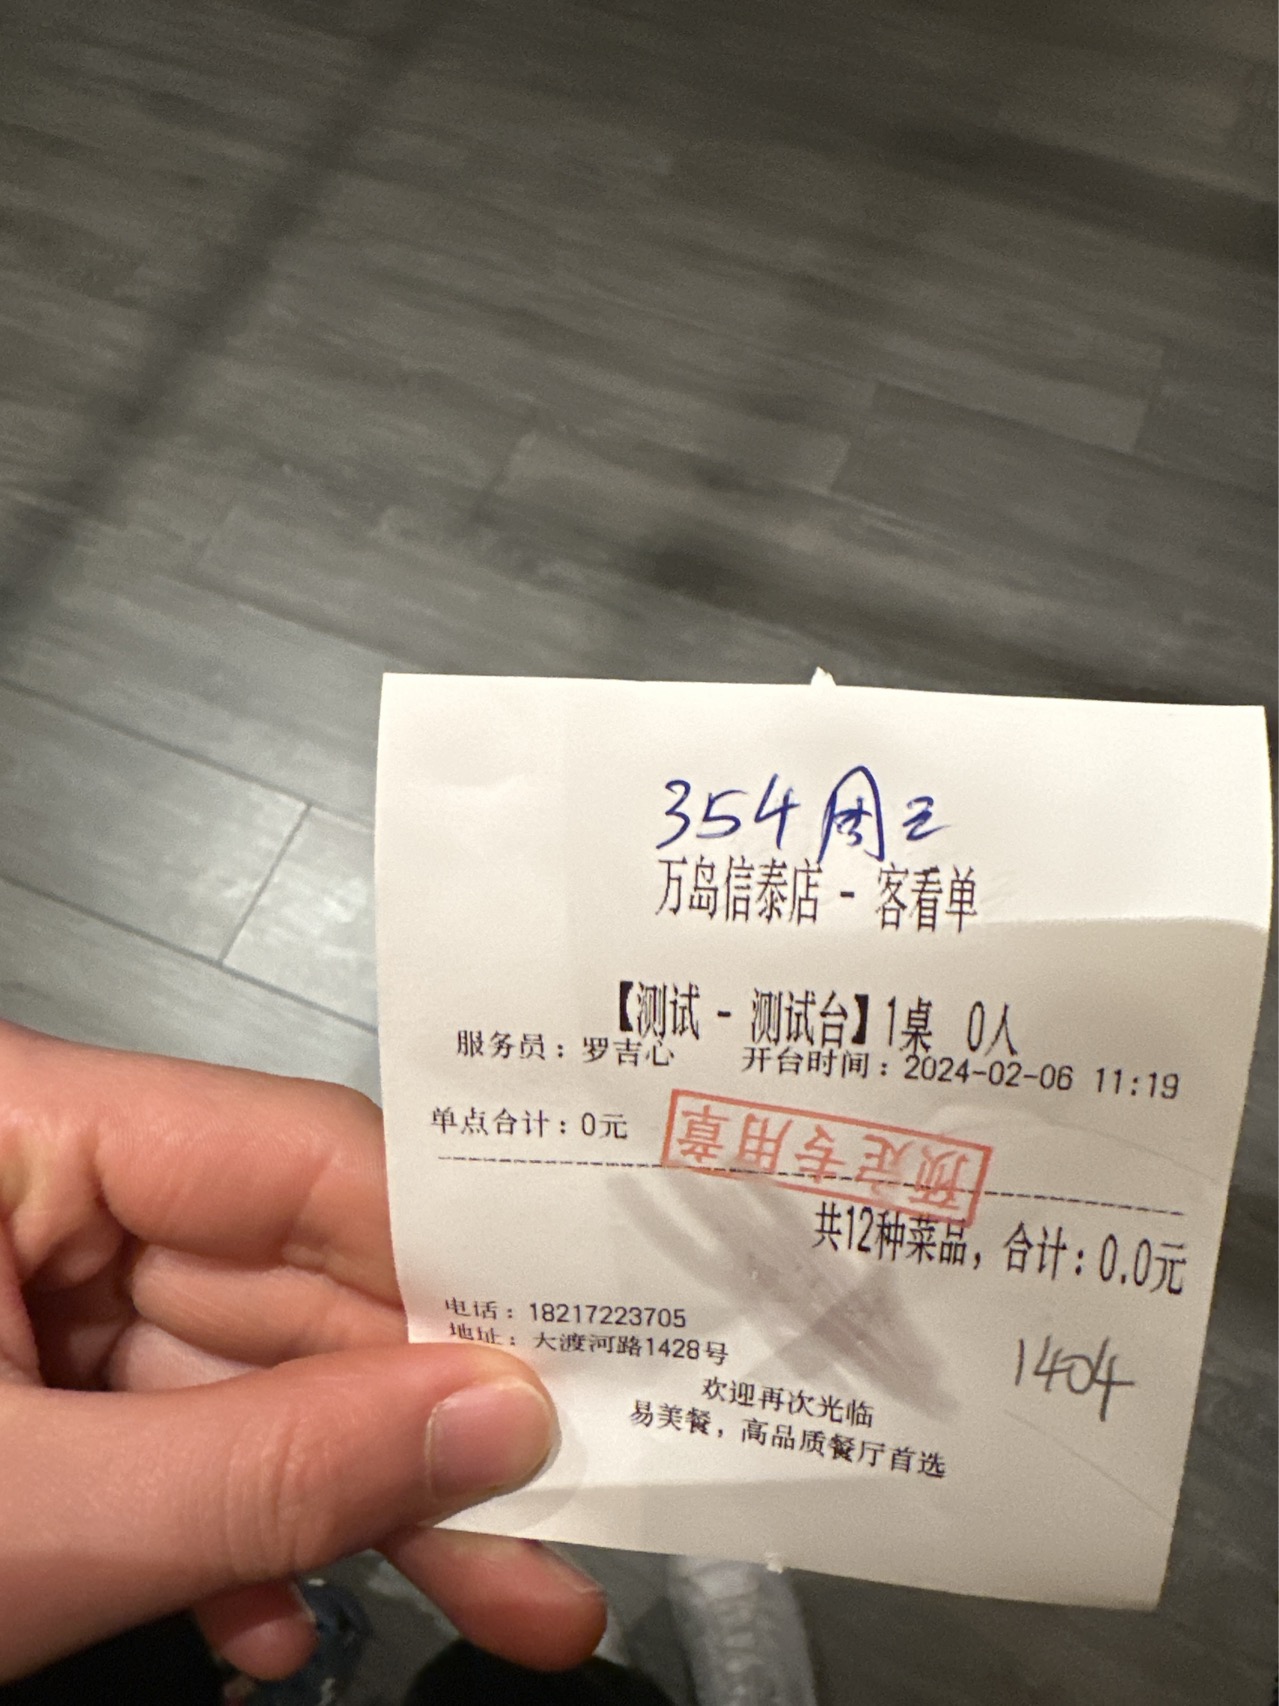 354 周三
万岛信泰店 - 客看单
【测试 - 测试台】1桌 0人
服务员：罗吉心 开台时间：2024-02-06 11:19
单点合计：0元
预定专用章
共12种菜品，合计：0.0元
电话：18217223705
地址：大渡河路1428号
1404
欢迎再次光临
易美餐，高品质餐厅首选